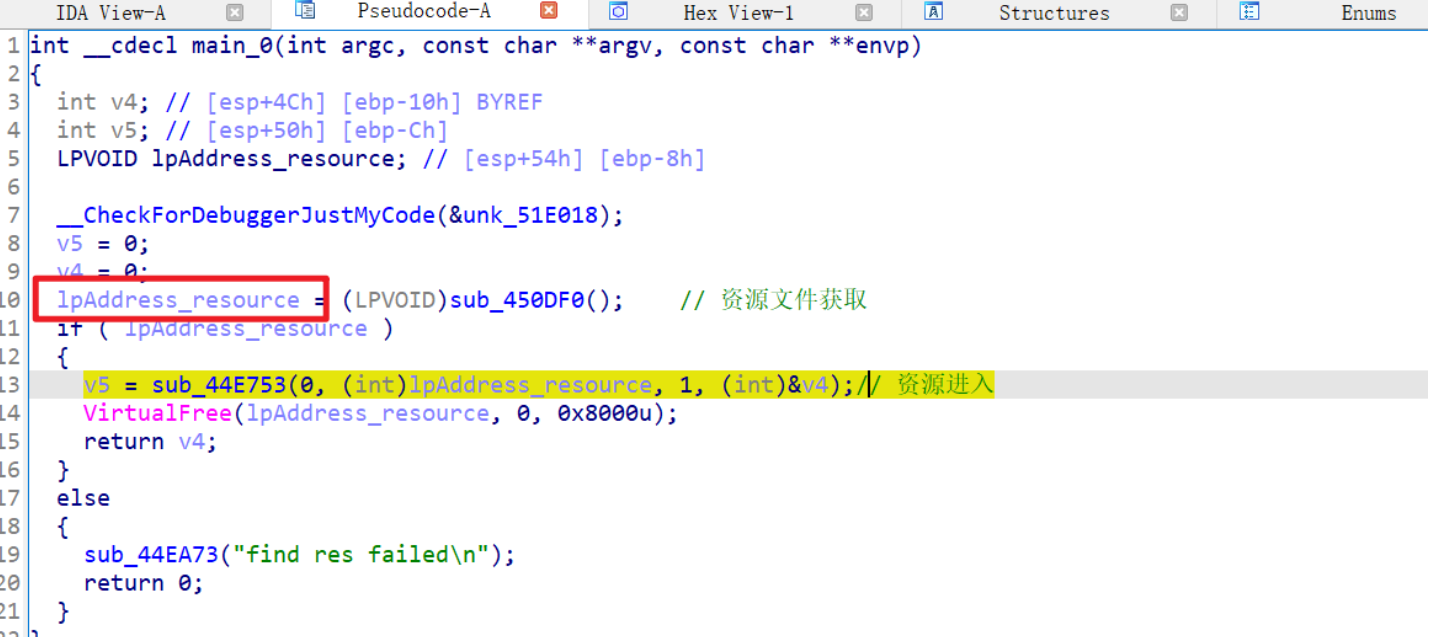 IDA View-A Pseudocode-A Hex View-1 Structures Enums
1 int __cdecl main_0(int argc, const char **argv, const char **envp)
2 {
3 int v4; // [esp+4Ch] [ebp-10h] BYREF
4 int v5; // [esp+50h] [ebp-Ch]
5 LPVOID lpAddress_resource; // [esp+54h] [ebp-8h]
6
7 __CheckForDebuggerJustMyCode(&unk_51E018);
8 v5 = 0;
9 v4 = 0;
10 lpAddress_resource = (LPVOID)sub_450DF0(); // 资源文件获取
11 if ( lpAddress_resource )
12 {
13 v5 = sub_44E753(0, (int)lpAddress_resource, 1, (int)&v4);// 资源进入
14 VirtualFree(lpAddress_resource, 0, 0x8000u);
15 return v4;
16 }
17 else
18 {
19 sub_44EA73("find res failed\n");
20 return 0;
21 }
22 }